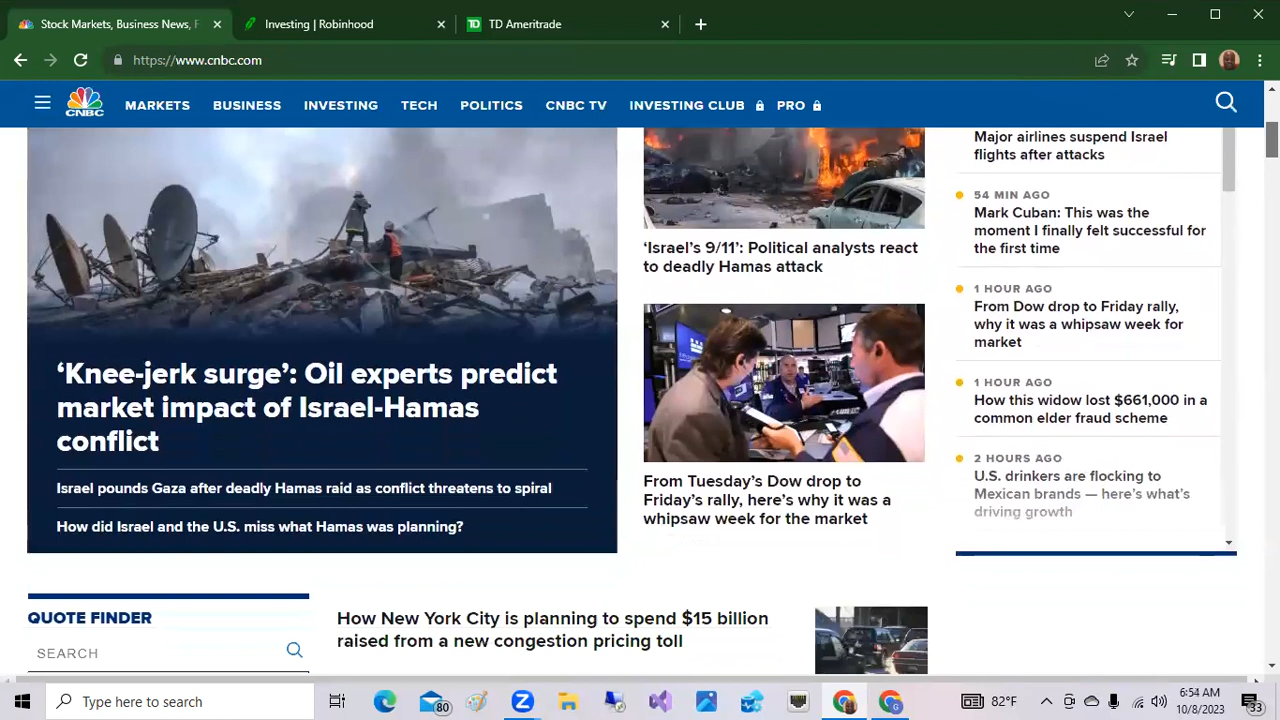 Stock Markets, Business News, F
Investing | Robinhood
TD Ameritrade
https://www.cnbc.com
CNBC
MARKETS
BUSINESS
INVESTING
TECH
POLITICS
CNBC TV
INVESTING CLUB
PRO
‘Knee-jerk surge’: Oil experts predict
market impact of Israel-Hamas
conflict
Israel pounds Gaza after deadly Hamas raid as conflict threatens to spiral
How did Israel and the U.S. miss what Hamas was planning?
‘Israel’s 9/11’: Political analysts react
to deadly Hamas attack
From Tuesday’s Dow drop to
Friday’s rally, here’s why it was a
whipsaw week for the market
Major airlines suspend Israel
flights after attacks
54 MIN AGO
Mark Cuban: This was the
moment I finally felt successful for
the first time
1 HOUR AGO
From Dow drop to Friday rally,
why it was a whipsaw week for
market
1 HOUR AGO
How this widow lost $661,000 in a
common elder fraud scheme
2 HOURS AGO
U.S. drinkers are flocking to
Mexican brands — here’s what’s
driving growth
QUOTE FINDER
SEARCH
How New York City is planning to spend $15 billion
raised from a new congestion pricing toll
Type here to search
80
82°F
6:54 AM
10/8/2023
33